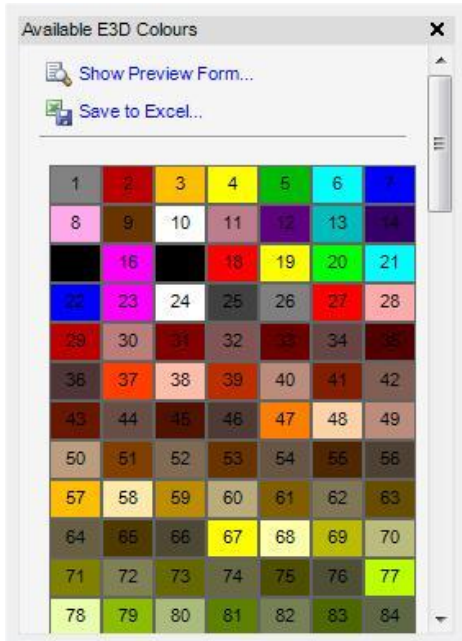 Available E3D Colours
Show Preview Form...
Save to Excel...
1 2 3 4 5 6 7
8 9 10 11 12 13 14
16 18 19 20 21
22 23 24 25 26 27 28
29 30 31 32 33 34 35
36 37 38 39 40 41 42
43 44 45 46 47 48 49
50 51 52 53 54 55 56
57 58 59 60 61 62 63
64 65 66 67 68 69 70
71 72 73 74 75 76 77
78 79 80 81 82 83 84